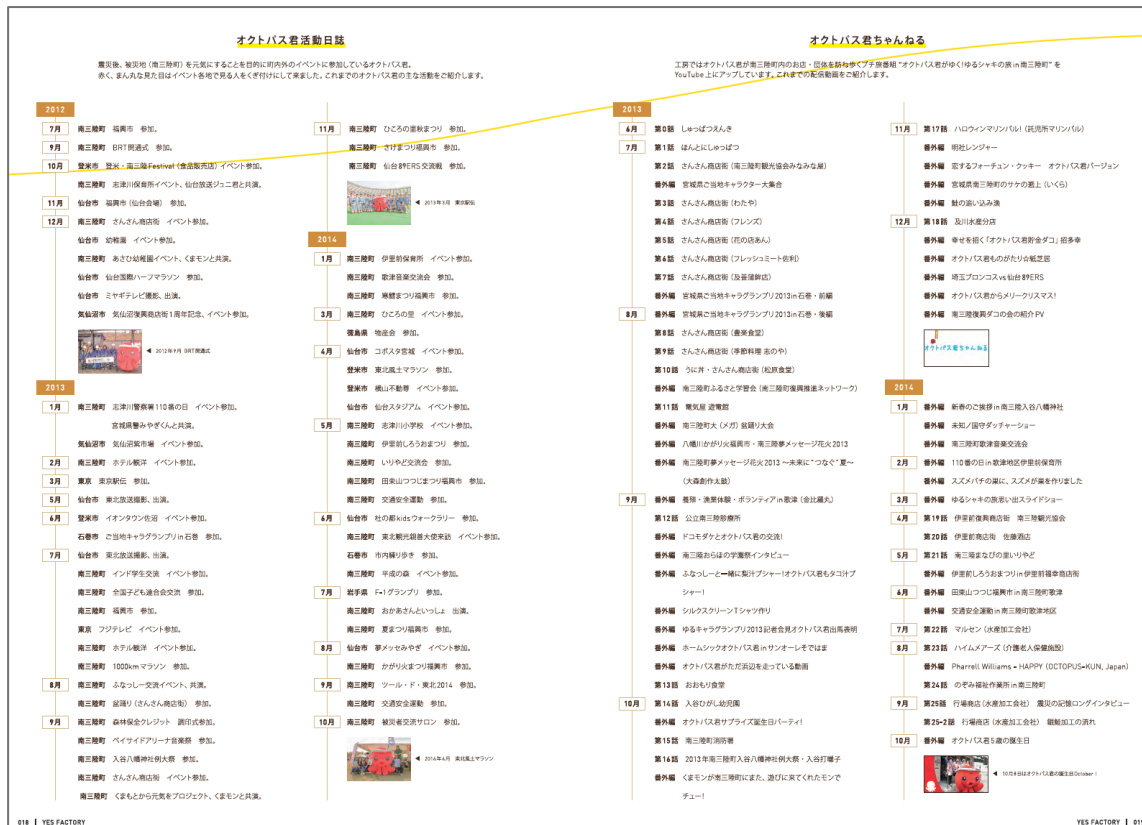 オクトパス君活動日誌
震災後、被災地（南三陸町）を元気にすることを目的に町内外のイベントに参加しているオクトパス君。
赤く、まん丸な見た目はイベント各地で見る人をくぎ付けにして来ました。これまでのオクトパス君の主な活動をご紹介します。
2012
7月 南三陸町 福興市 参加。
9月 南三陸町 BRT開通式 参加。
10月 登米市 登米・南三陸Festival（食品販売店）イベント参加。
南三陸町 志津川保育所イベント、仙台放送ジュニ君と共演。
11月 仙台市 福興市（仙台会場） 参加。
12月 南三陸町 さんさん商店街 イベント参加。
仙台市 幼稚園 イベント参加。
南三陸町 あさひ幼稚園イベント、くまモンと共演。
仙台市 仙台国際ハーフマラソン 参加。
仙台市 ミヤギテレビ撮影、出演。
気仙沼市 気仙沼復興商店街1周年記念、イベント参加。
◀ 2012年9月 BRT開通式
2013
1月 南三陸町 志津川警察署110番の日 イベント参加。
宮城県警みやぎくんと共演。
気仙沼市 気仙沼紫市場 イベント参加。
2月 南三陸町 ホテル観洋 イベント参加。
3月 東京 東京駅伝 参加。
5月 仙台市 東北放送撮影、出演。
6月 登米市 イオンタウン佐沼 イベント参加。
石巻市 ご当地キャラグランプリin石巻 参加。
7月 仙台市 東北放送撮影、出演。
南三陸町 インド学生交流 イベント参加。
南三陸町 全国子ども連合会交流 参加。
南三陸町 福興市 参加。
東京 フジテレビ イベント参加。
南三陸町 ホテル観洋 イベント参加。
南三陸町 1000kmマラソン 参加。
8月 南三陸町 ふなっしー交流イベント、共演。
南三陸町 盆踊り（さんさん商店街） 参加。
9月 南三陸町 森林保全クレジット 調印式参加。
南三陸町 ベイサイドアリーナ音楽祭 参加。
南三陸町 入谷八幡神社例大祭 参加。
南三陸町 さんさん商店街 イベント参加。
南三陸町 くまもとから元気をプロジェクト、くまモンと共演。
11月 南三陸町 ひころの里秋まつり 参加。
南三陸町 さけまつり福興市 参加。
南三陸町 仙台89ERS交流戦 参加。
◀ 2013年3月 東京駅伝
2014
1月 南三陸町 伊里前保育所 イベント参加。
南三陸町 歌津音楽交流会 参加。
南三陸町 寒鱈まつり福興市 参加。
3月 南三陸町 ひころの里 イベント参加。
徳島県 物産会 参加。
4月 仙台市 コボスタ宮城 イベント参加。
登米市 東北風土マラソン 参加。
登米市 横山不動尊 イベント参加。
仙台市 仙台スタジアム イベント参加。
5月 南三陸町 志津川小学校 イベント参加。
南三陸町 伊里前しろうおまつり 参加。
南三陸町 いりやど交流会 参加。
南三陸町 田束山つつじまつり福興市 参加。
南三陸町 交通安全運動 参加。
6月 仙台市 杜の都kidsウォークラリー 参加。
南三陸町 東北観光親善大使来訪 イベント参加。
石巻市 市内練り歩き 参加。
南三陸町 平成の森 イベント参加。
7月 岩手県 F-1グランプリ 参加。
南三陸町 おかあさんといっしょ 出演。
南三陸町 夏まつり福興市 参加。
8月 仙台市 夢メッセみやぎ イベント参加。
南三陸町 かがり火まつり福興市 参加。
9月 南三陸町 ツール・ド・東北2014 参加。
南三陸町 交通安全運動 参加。
10月 南三陸町 被災者交流サロン 参加。
◀ 2014年4月 東北風土マラソン
018 | YES FACTORY
オクトパス君ちゃんねる
工房ではオクトパス君が南三陸町内のお店・団体を訪ね歩くプチ旅番組 "オクトパス君がゆく!ゆるシャキの旅in南三陸町" を
YouTube上にアップしています。これまでの配信動画をご紹介します。
2013
6月 第0話 しゅっぱつえんき
7月 第1話 ほんとにしゅっぱつ
第2話 さんさん商店街（南三陸町観光協会みなみな屋）
番外編 宮城県ご当地キャラクター大集合
第3話 さんさん商店街（わたや）
第4話 さんさん商店街（フレンズ）
第5話 さんさん商店街（花の店あん）
第6話 さんさん商店街（フレッシュミート佐利）
第7話 さんさん商店街（及善蒲鉾店）
番外編 宮城県ご当地キャラグランプリ2013in石巻・前編
8月 番外編 宮城県ご当地キャラグランプリ2013in石巻・後編
第8話 さんさん商店街（豊楽食堂）
第9話 さんさん商店街（季節料理 志のや）
第10話 うに丼・さんさん商店街（松原食堂）
番外編 南三陸町ふるさと学習会（南三陸町復興推進ネットワーク）
第11話 電気屋 遊電館
番外編 南三陸町大（メガ）盆踊り大会
番外編 八幡川かがり火福興市・南三陸夢メッセージ花火2013
番外編 南三陸町夢メッセージ花火2013 ～未来に"つなぐ"夏～
（大森創作太鼓）
9月 番外編 養殖・漁業体験・ボランティアin歌津（金比羅丸）
第12話 公立南三陸診療所
番外編 ドコモダケとオクトパス君の交流!
番外編 南三陸おらほの学園祭インタビュー
番外編 ふなっしーと一緒に梨汁ブシャー!オクトパス君もタコ汁ブ
シャー!
番外編 シルクスクリーンTシャツ作り
番外編 ゆるキャラグランプリ2013記者会見オクトパス君出馬表明
番外編 ホームシックオクトパス君inサンオーレそではま
番外編 オクトパス君がただ浜辺を走っている動画
第13話 おおもり食堂
10月 第14話 入谷ひがし幼児園
番外編 オクトパス君サプライズ誕生日パーティ!
第15話 南三陸町消防署
第16話 2013年南三陸町入谷八幡神社例大祭・入谷打囃子
番外編 くまモンが南三陸町にまた。遊びに来てくれたモンで
チュー!
11月 第17話 ハロウィンマリンパル!（託児所マリンパル）
番外編 明社レンジャー
番外編 恋するフォーチュン・クッキー オクトパス君バージョン
番外編 宮城県南三陸町のサケの遡上（いくら）
番外編 鮭の追い込み漁
12月 第18話 及川水産分店
番外編 幸せを招く「オクトパス君貯金ダコ」招多幸
番外編 オクトパス君ものがたり☆紙芝居
番外編 埼玉ブロンコスvs仙台89ERS
番外編 オクトパス君からメリークリスマス!
番外編 南三陸復興ダコの会の紹介PV
オクトパス君ちゃんねる
2014
1月 番外編 新春のご挨拶in南三陸入谷八幡神社
番外編 未知ノ国守ダッチャーショー
番外編 南三陸町歌津音楽交流会
2月 番外編 110番の日in歌津地区伊里前保育所
番外編 スズメバチの巣に、スズメが巣を作りました
3月 番外編 ゆるシャキの旅思い出スライドショー
4月 第19話 伊里前復興商店街 南三陸観光協会
第20話 伊里前商店街 佐藤酒店
5月 第21話 南三陸まなびの里いりやど
番外編 伊里前しろうおまつりin伊里前福幸商店街
6月 番外編 田束山つつじ福興市in南三陸町歌津
番外編 交通安全運動in南三陸町歌津地区
7月 第22話 マルセン（水産加工会社）
8月 第23話 ハイムメアーズ（介護老人保健施設）
番外編 Pharrell Williams - HAPPY (OCTOPUS-KUN, Japan)
第24話 のぞみ福祉作業所in南三陸町
9月 第25話 行場商店（水産加工会社） 震災の記憶ロングインタビュー
第25-2話 行場商店（水産加工会社） 銀鮭加工の流れ
10月 番外編 オクトパス君5歳の誕生日
◀ 10月8日はオクトパス君の誕生日October!
YES FACTORY | 019